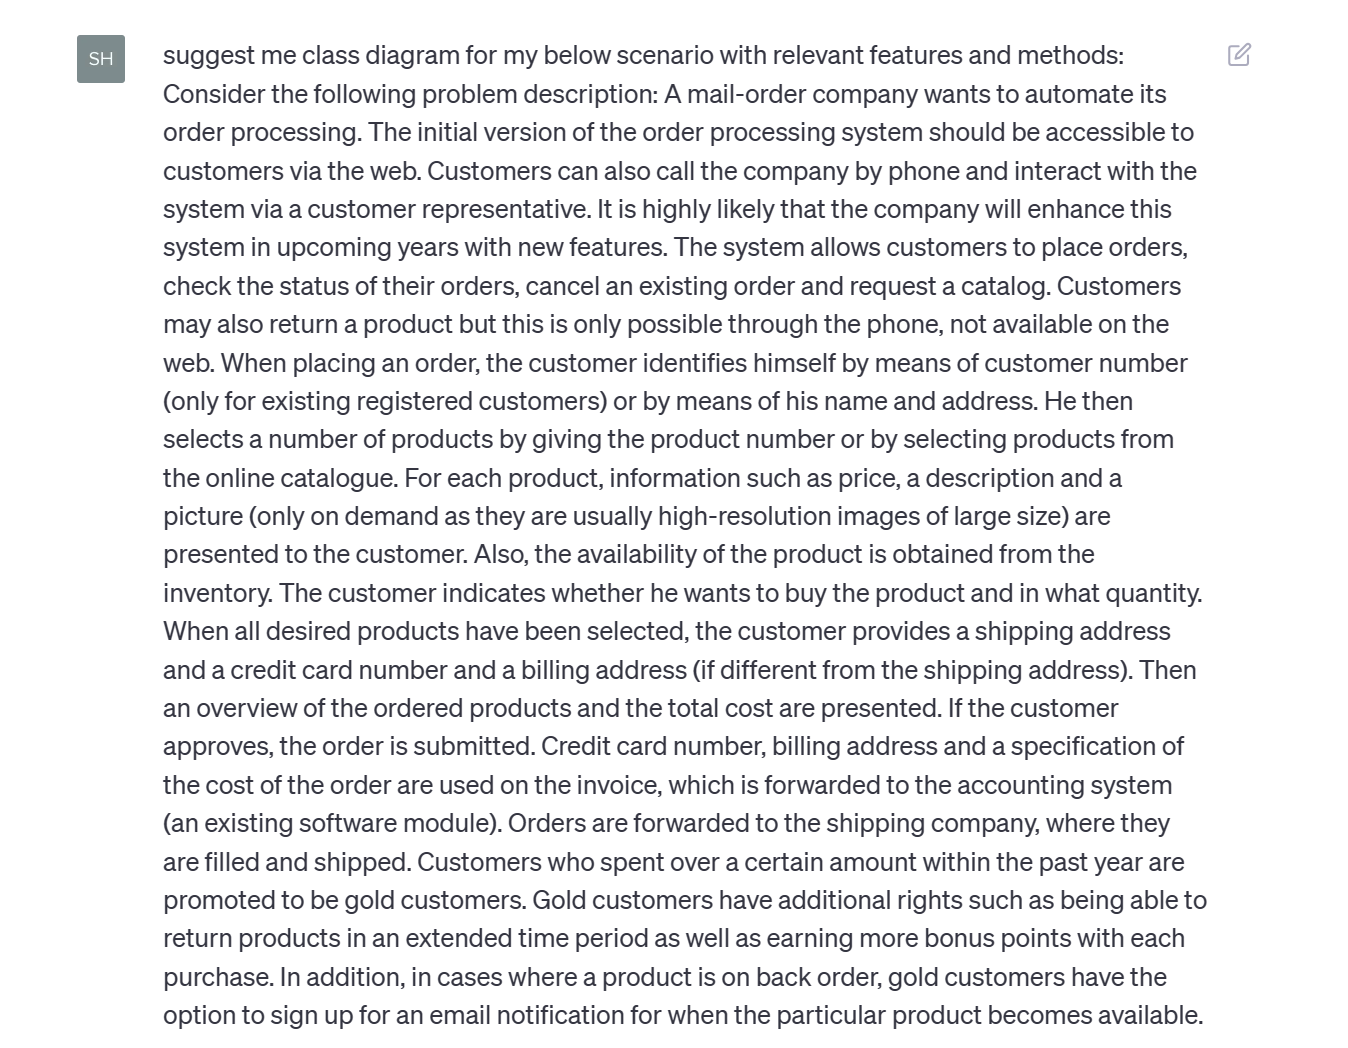 SH
suggest me class diagram for my below scenario with relevant features and methods:
Consider the following problem description: A mail-order company wants to automate its
order processing. The initial version of the order processing system should be accessible to
customers via the web. Customers can also call the company by phone and interact with the
system via a customer representative. It is highly likely that the company will enhance this
system in upcoming years with new features. The system allows customers to place orders,
check the status of their orders, cancel an existing order and request a catalog. Customers
may also return a product but this is only possible through the phone, not available on the
web. When placing an order, the customer identifies himself by means of customer number
(only for existing registered customers) or by means of his name and address. He then
selects a number of products by giving the product number or by selecting products from
the online catalogue. For each product, information such as price, a description and a
picture (only on demand as they are usually high-resolution images of large size) are
presented to the customer. Also, the availability of the product is obtained from the
inventory. The customer indicates whether he wants to buy the product and in what quantity.
When all desired products have been selected, the customer provides a shipping address
and a credit card number and a billing address (if different from the shipping address). Then
an overview of the ordered products and the total cost are presented. If the customer
approves, the order is submitted. Credit card number, billing address and a specification of
the cost of the order are used on the invoice, which is forwarded to the accounting system
(an existing software module). Orders are forwarded to the shipping company, where they
are filled and shipped. Customers who spent over a certain amount within the past year are
promoted to be gold customers. Gold customers have additional rights such as being able to
return products in an extended time period as well as earning more bonus points with each
purchase. In addition, in cases where a product is on back order, gold customers have the
option to sign up for an email notification for when the particular product becomes available.